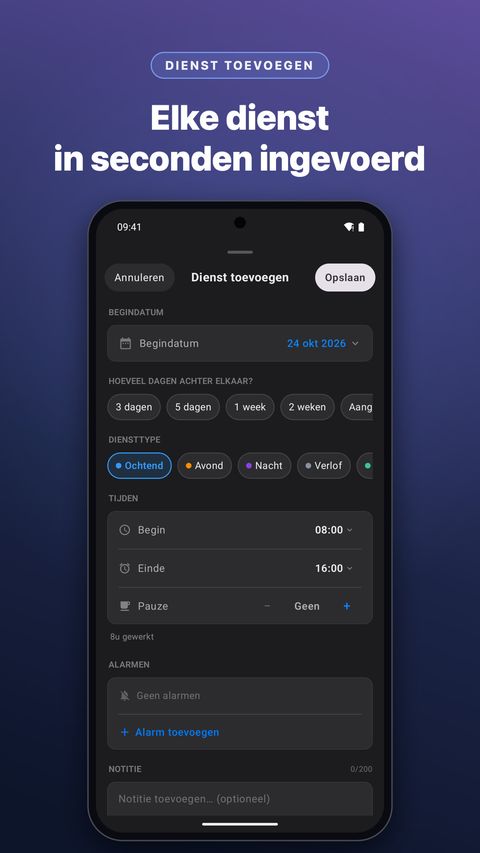 DIENST TOEVOEGEN
Elke dienst
in seconden ingevoerd
09:41
Annuleren Dienst toevoegen Opslaan
BEGINDATUM
Begindatum 24 okt 2026
HOEVEEL DAGEN ACHTER ELKAAR?
3 dagen 5 dagen 1 week 2 weken Aang
DIENSTTYPE
Ochtend Avond Nacht Verlof
TIJDEN
Begin 08:00
Einde 16:00
Pauze − Geen +
8u gewerkt
ALARMEN
Geen alarmen
+ Alarm toevoegen
NOTITIE 0/200
Notitie toevoegen... (optioneel)